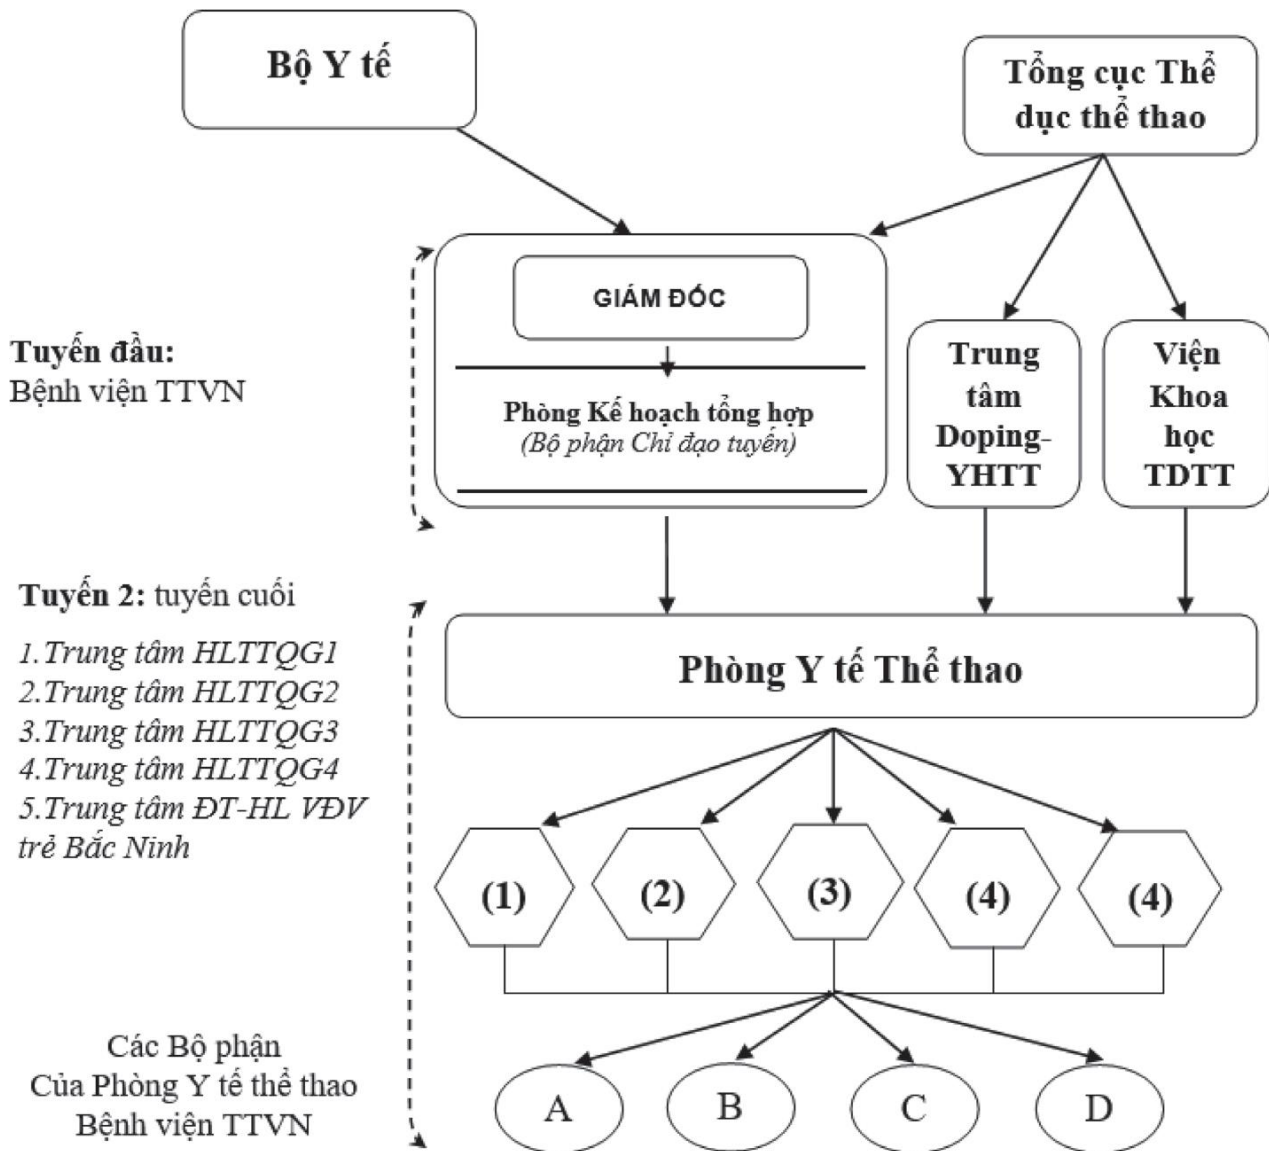 Bộ Y tế
Tổng cục Thể
dục thể thao
GIÁM ĐỐC
Tuyến đầu:
Bệnh viện TTVN
Phòng Kế hoạch tổng hợp
(Bộ phận Chỉ đạo tuyến)
Trung
tâm
Doping-
YHTT
Viện
Khoa
học
TDTT
Tuyến 2: tuyến cuối
1.Trung tâm HLTTQG1
2.Trung tâm HLTTQG2
3.Trung tâm HLTTQG3
4.Trung tâm HLTTQG4
5.Trung tâm ĐT-HL VĐV
trẻ Bắc Ninh
Phòng Y tế Thể thao
(1)
(2)
(3)
(4)
(4)
Các Bộ phận
Của Phòng Y tế thể thao
Bệnh viện TTVN
A
B
C
D